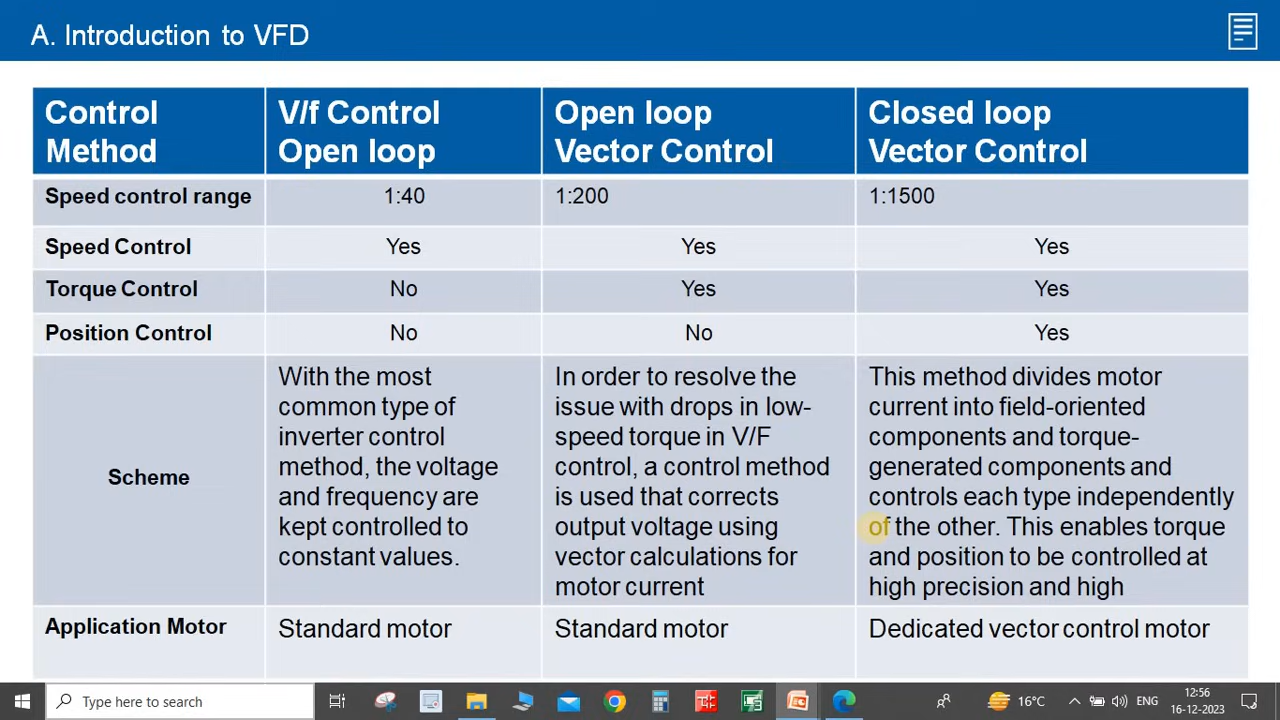 A. Introduction to VFD
Control Method
V/f Control Open loop
Open loop Vector Control
Closed loop Vector Control
Speed control range
1:40
1:200
1:1500
Speed Control
Yes
Yes
Yes
Torque Control
No
Yes
Yes
Position Control
No
No
Yes
Scheme
With the most
common type of
inverter control
method, the voltage
and frequency are
kept controlled to
constant values.
In order to resolve the
issue with drops in low-
speed torque in V/F
control, a control method
is used that corrects
output voltage using
vector calculations for
motor current
This method divides motor
current into field-oriented
components and torque-
generated components and
controls each type independently
of the other. This enables torque
and position to be controlled at
high precision and high
Application Motor
Standard motor
Standard motor
Dedicated vector control motor
Type here to search
16°C
ENG
12:56
16-12-2023